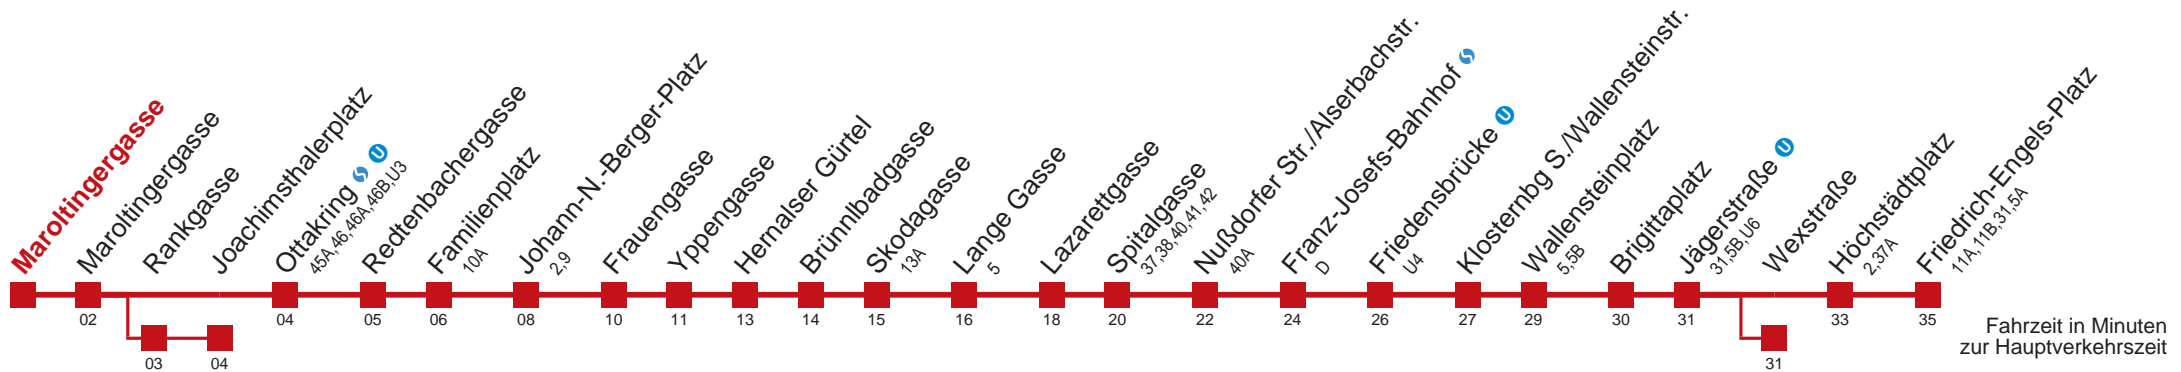 Maroltingergasse
Maroltingergasse
02
Rankgasse
03
Joachimsthalerplatz
04
Ottakring S U
45A,46,46A,46B,U3
04
Redtenbachergasse
05
Familienplatz
10A
06
Johann-N.-Berger-Platz
2,9
08
Frauengasse
10
Yppengasse
11
Hernalser Gürtel
13
Brünnlbadgasse
14
Skodagasse
13A
15
Lange Gasse
5
16
Lazarettgasse
18
Spitalgasse
37,38,40,41,42
20
Nußdorfer Str./Alserbachstr.
40A
22
Franz-Josefs-Bahnhof S
D
24
Friedensbrücke U
U4
26
Klosternbg S./Wallensteinstr.
27
Wallensteinplatz
5,5B
29
Brigittaplatz
30
Jägerstraße U
31,5B,U6
31
Wexstraße
31
Höchstädtplatz
2,37A
33
Friedrich-Engels-Platz
11A,11B,31,5A
35
Fahrzeit in Minuten
zur Hauptverkehrszeit